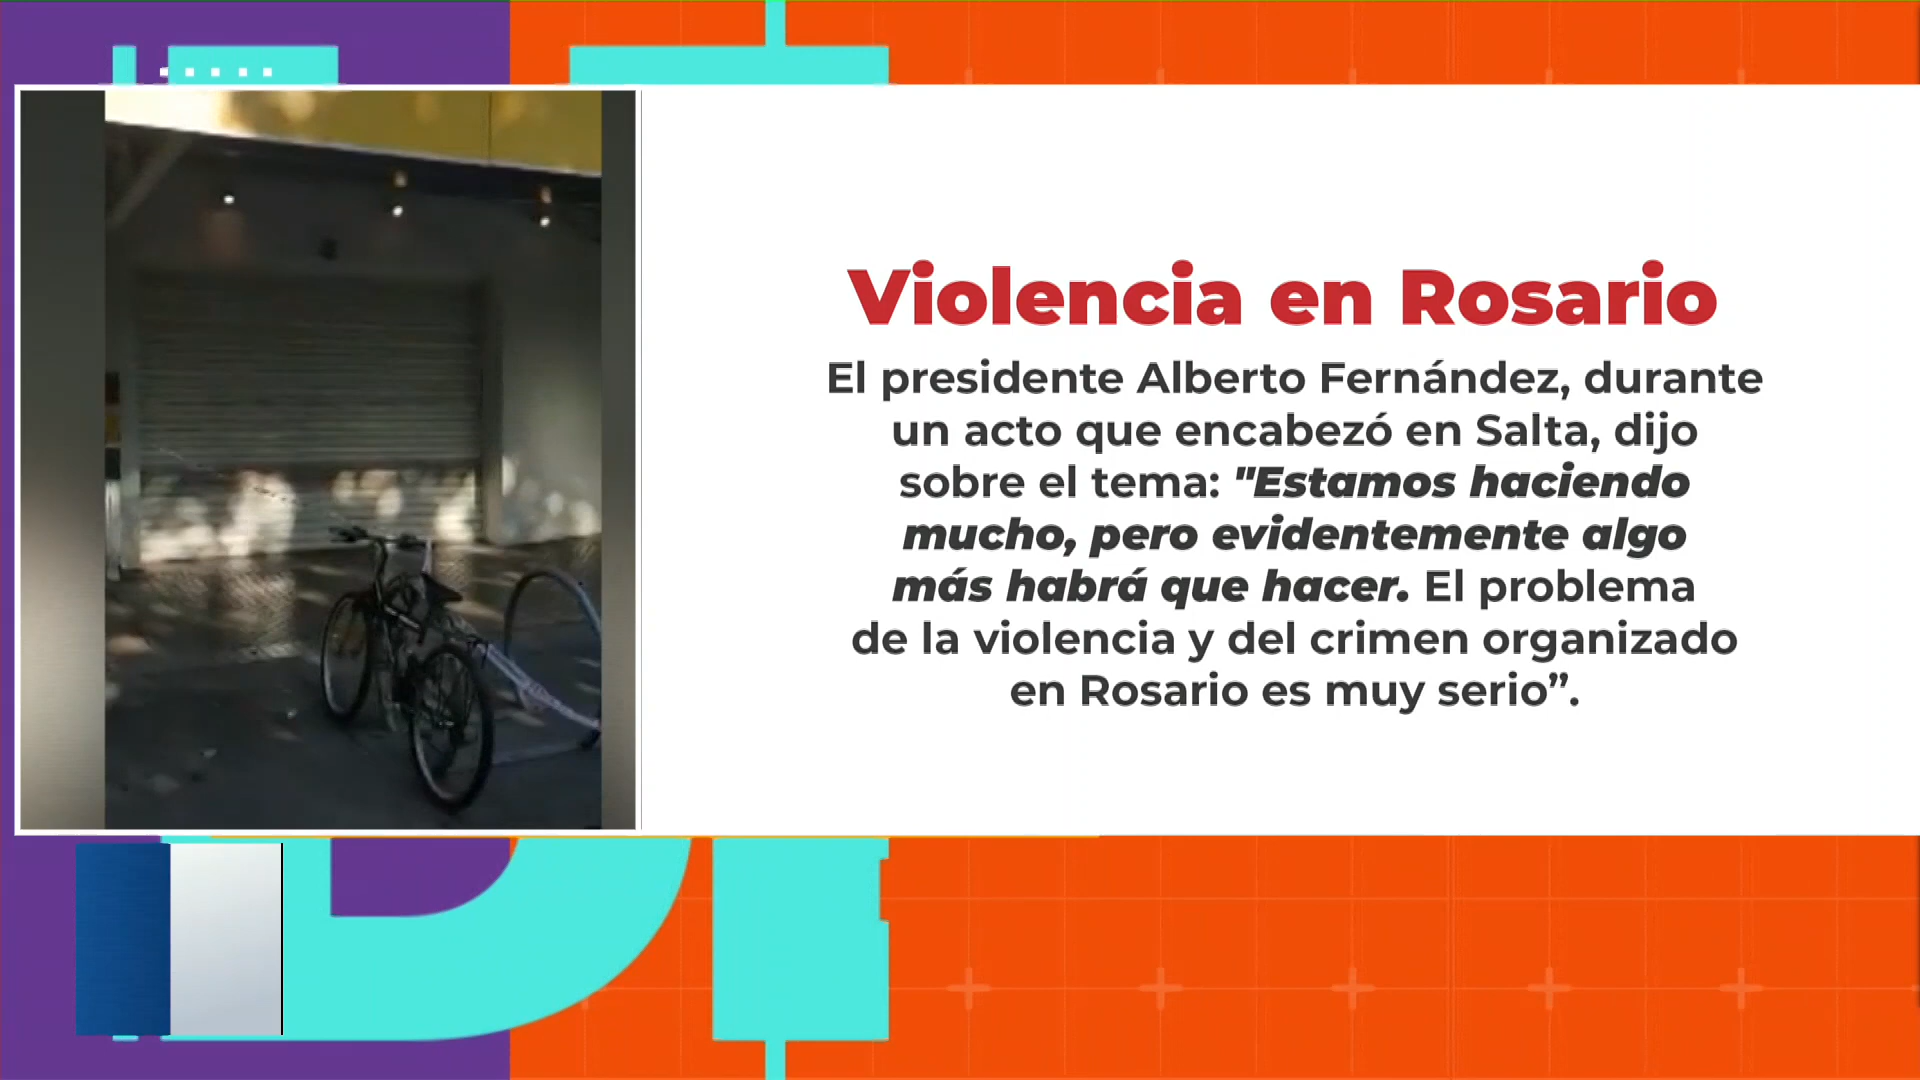 Violencia en Rosario
El presidente Alberto Fernández, durante
un acto que encabezó en Salta, dijo
sobre el tema: "Estamos haciendo
mucho, pero evidentemente algo
más habrá que hacer. El problema
de la violencia y del crimen organizado
en Rosario es muy serio”.